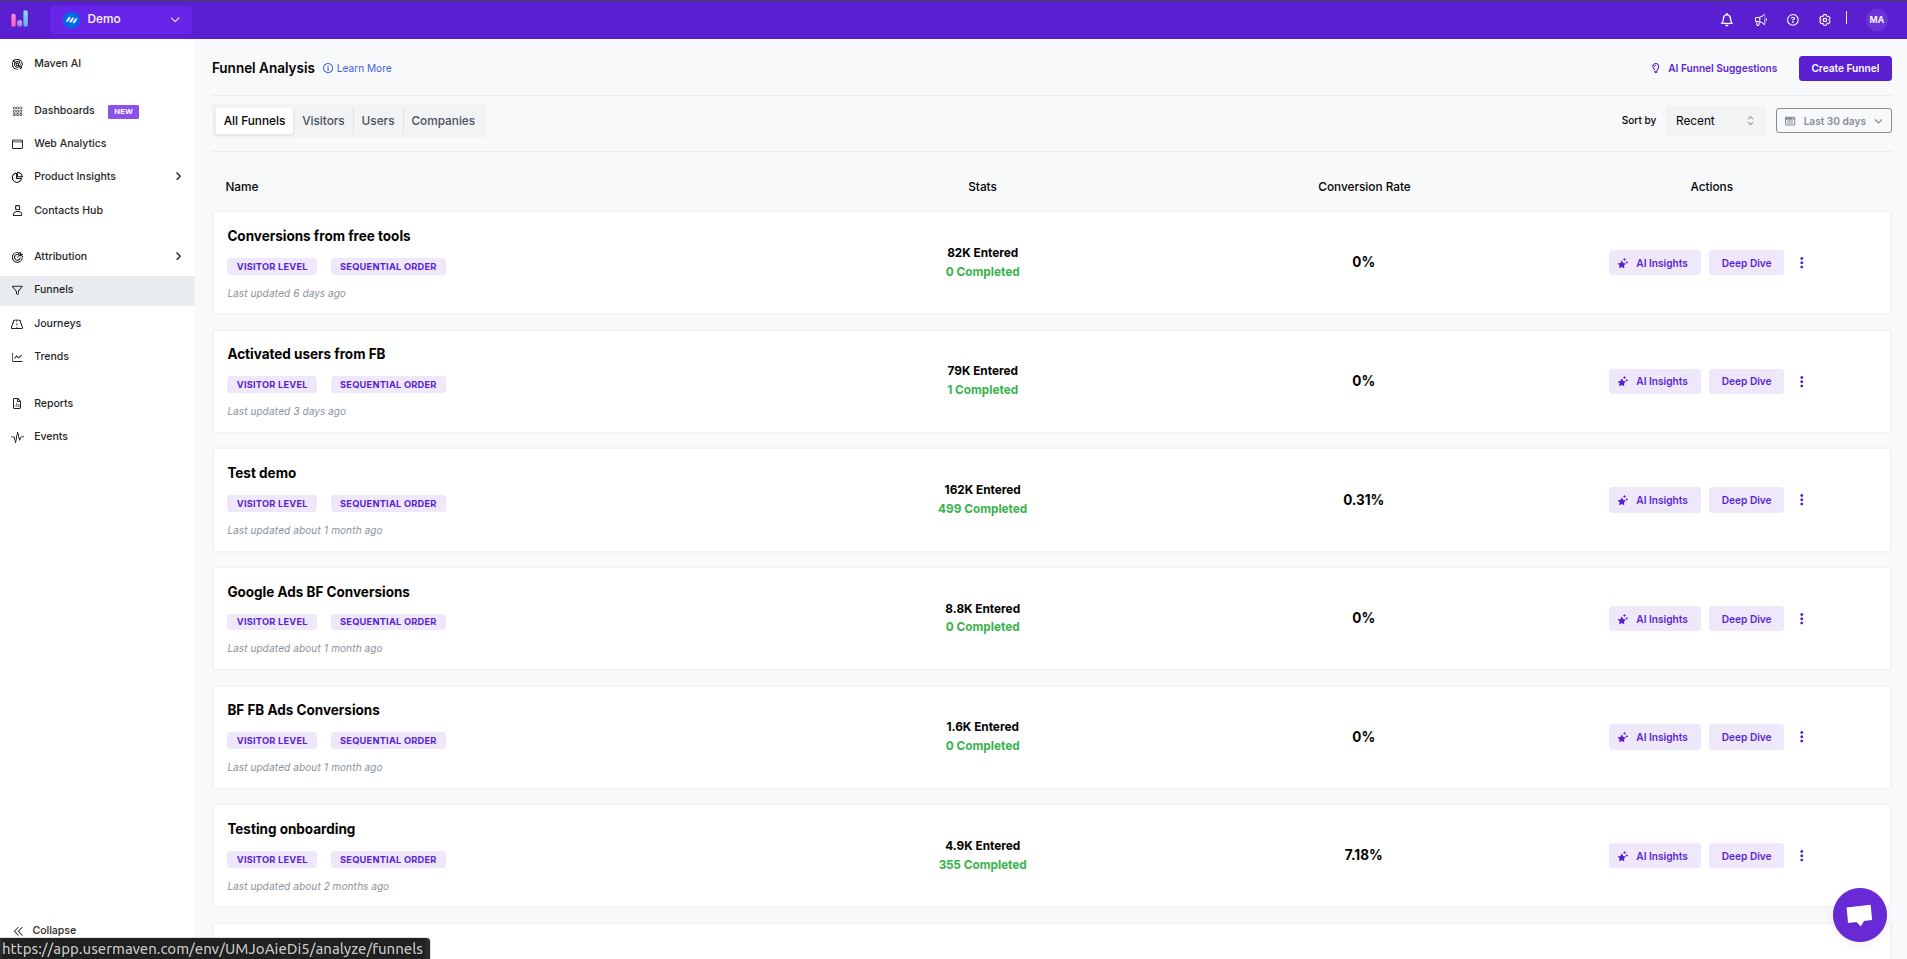 Demo
MA
Maven AI
Dashboards NEW
Web Analytics
Product Insights
Contacts Hub
Attribution
Funnels
Journeys
Trends
Reports
Events
Collapse
https://app.usermaven.com/env/UMJoAieDi5/analyze/funnels
Funnel Analysis Learn More
AI Funnel Suggestions Create Funnel
All Funnels Visitors Users Companies
Sort by Recent Last 30 days
Name Stats Conversion Rate Actions
Conversions from free tools
VISITOR LEVEL SEQUENTIAL ORDER
Last updated 6 days ago
82K Entered
0 Completed
0%
AI Insights Deep Dive
Activated users from FB
VISITOR LEVEL SEQUENTIAL ORDER
Last updated 3 days ago
79K Entered
1 Completed
0%
AI Insights Deep Dive
Test demo
VISITOR LEVEL SEQUENTIAL ORDER
Last updated about 1 month ago
162K Entered
499 Completed
0.31%
AI Insights Deep Dive
Google Ads BF Conversions
VISITOR LEVEL SEQUENTIAL ORDER
Last updated about 1 month ago
8.8K Entered
0 Completed
0%
AI Insights Deep Dive
BF FB Ads Conversions
VISITOR LEVEL SEQUENTIAL ORDER
Last updated about 1 month ago
1.6K Entered
0 Completed
0%
AI Insights Deep Dive
Testing onboarding
VISITOR LEVEL SEQUENTIAL ORDER
Last updated about 2 months ago
4.9K Entered
355 Completed
7.18%
AI Insights Deep Dive